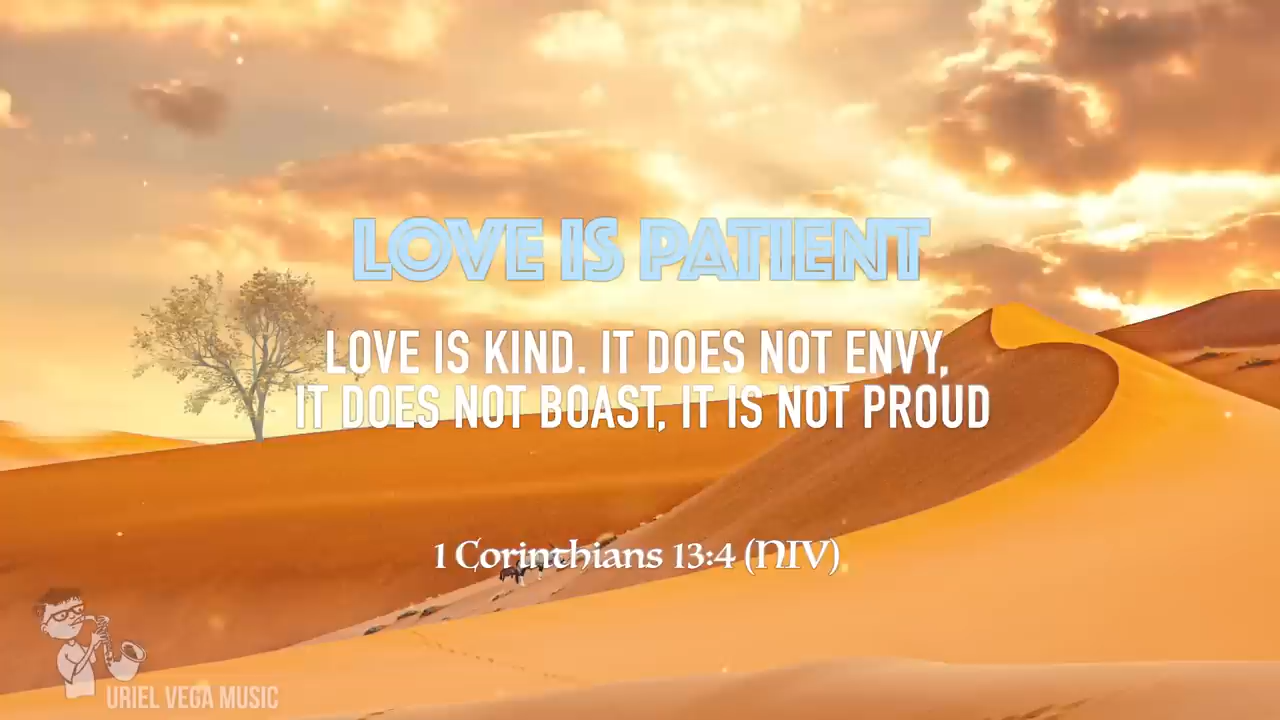 LOVE IS PATIENT
LOVE IS KIND. IT DOES NOT ENVY,
IT DOES NOT BOAST, IT IS NOT PROUD
1 Corinthians 13:4 (NIV)
URIEL VEGA MUSIC